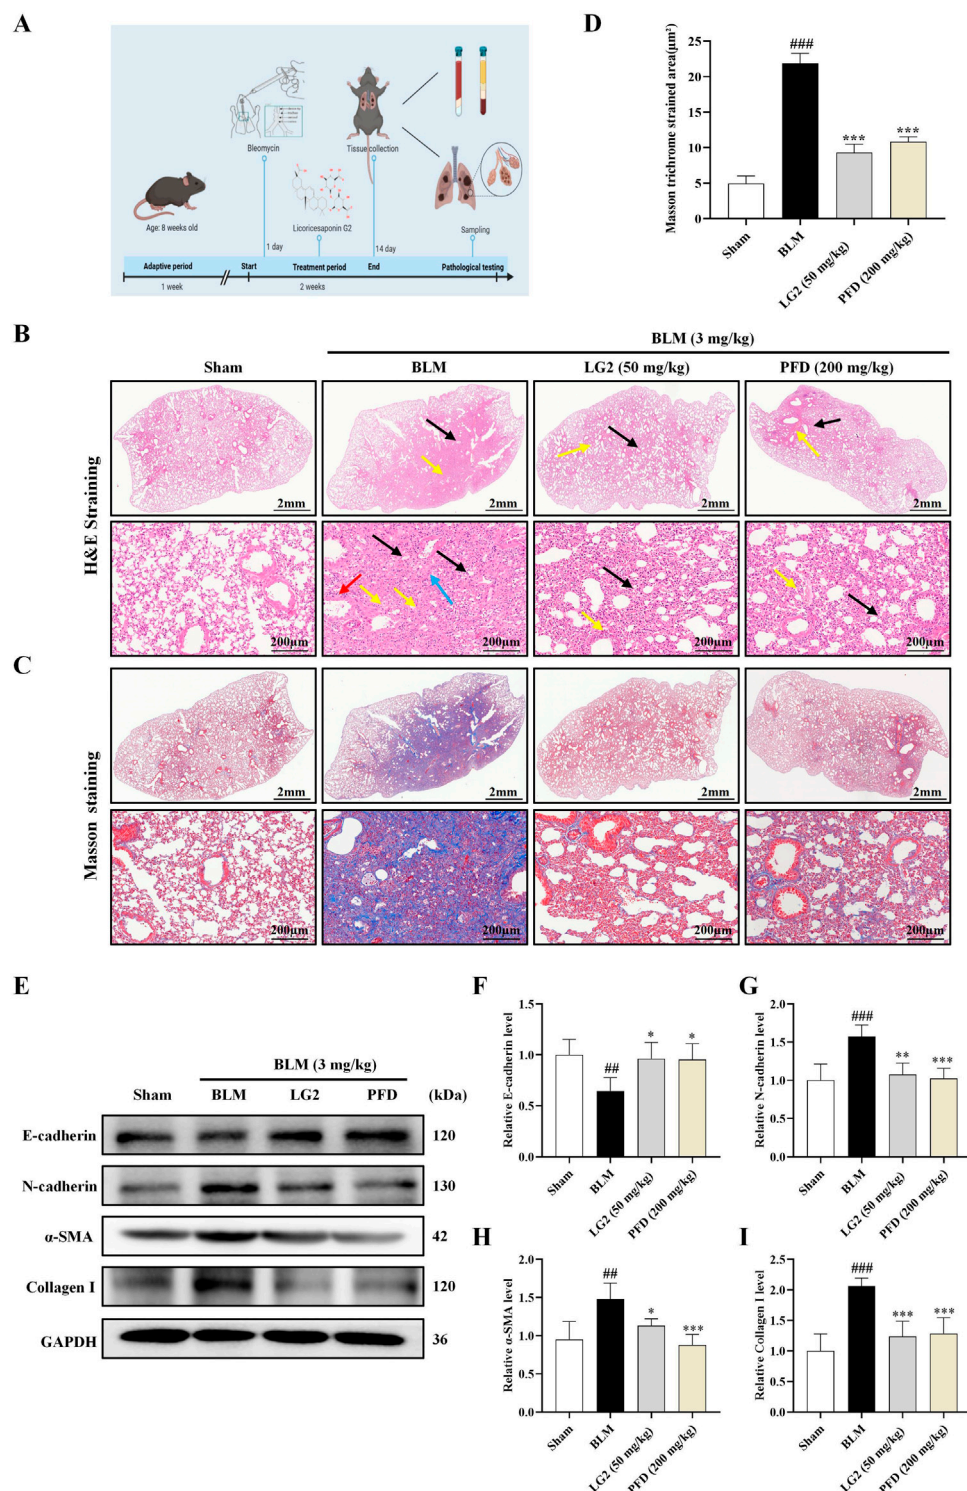 A
Bleomycin
Tissue collection
Age: 8 weeks old
Licoricesaponin G2
Sampling
1 day
14 day
Adaptive period
Start
Treatment period
End
Pathological testing
1 week
2 weeks
D
Masson trichrome strained area(μm²)
25
20
15
10
5
0
###
***
***
Sham
BLM
LG2 (50 mg/kg)
PFD (200 mg/kg)
B
BLM (3 mg/kg)
Sham
BLM
LG2 (50 mg/kg)
PFD (200 mg/kg)
H&E Straining
2mm
2mm
2mm
2mm
200μm
200μm
200μm
200μm
C
Masson staining
2mm
2mm
2mm
2mm
200μm
200μm
200μm
200μm
E
BLM (3 mg/kg)
Sham
BLM
LG2
PFD
(kDa)
E-cadherin
120
N-cadherin
130
α-SMA
42
Collagen I
120
GAPDH
36
F
Relative E-cadherin level
1.5
1.0
0.5
0.0
##
*
*
Sham
BLM
LG2 (50 mg/kg)
PFD (200 mg/kg)
G
Relative N-cadherin level
2.0
1.5
1.0
0.5
0.0
###
**
***
Sham
BLM
LG2 (50 mg/kg)
PFD (200 mg/kg)
H
Relative α-SMA level
2.0
1.5
1.0
0.5
0.0
##
*
***
Sham
BLM
LG2 (50 mg/kg)
PFD (200 mg/kg)
I
Relative Collagen I level
2.5
2.0
1.5
1.0
0.5
0.0
###
***
***
Sham
BLM
LG2 (50 mg/kg)
PFD (200 mg/kg)